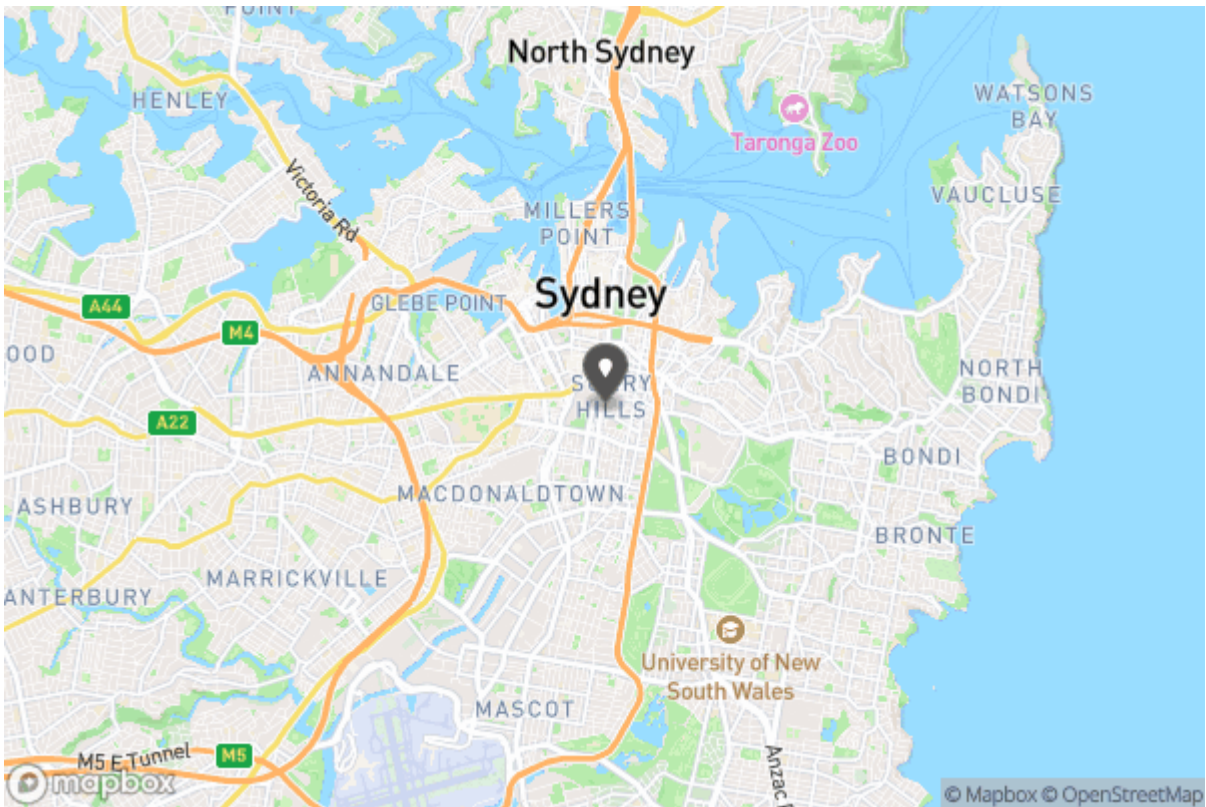 POINT
North Sydney
HENLEY
WATSONS
BAY
Taronga Zoo
Victoria Rd
VAUCLUSE
MILLERS
POINT
Sydney
A44
GLEBE POINT
M4
OOD
ANNANDALE
NORTH
BONDI
HILLS
A22
BONDI
MACDONALDTOWN
ASHBURY
BRONTE
MARRICKVILLE
ANTERBURY
University of New
South Wales
MASCOT
M5 E Tunnel
M5
Anzac
mapbox
© Mapbox © OpenStreetMap